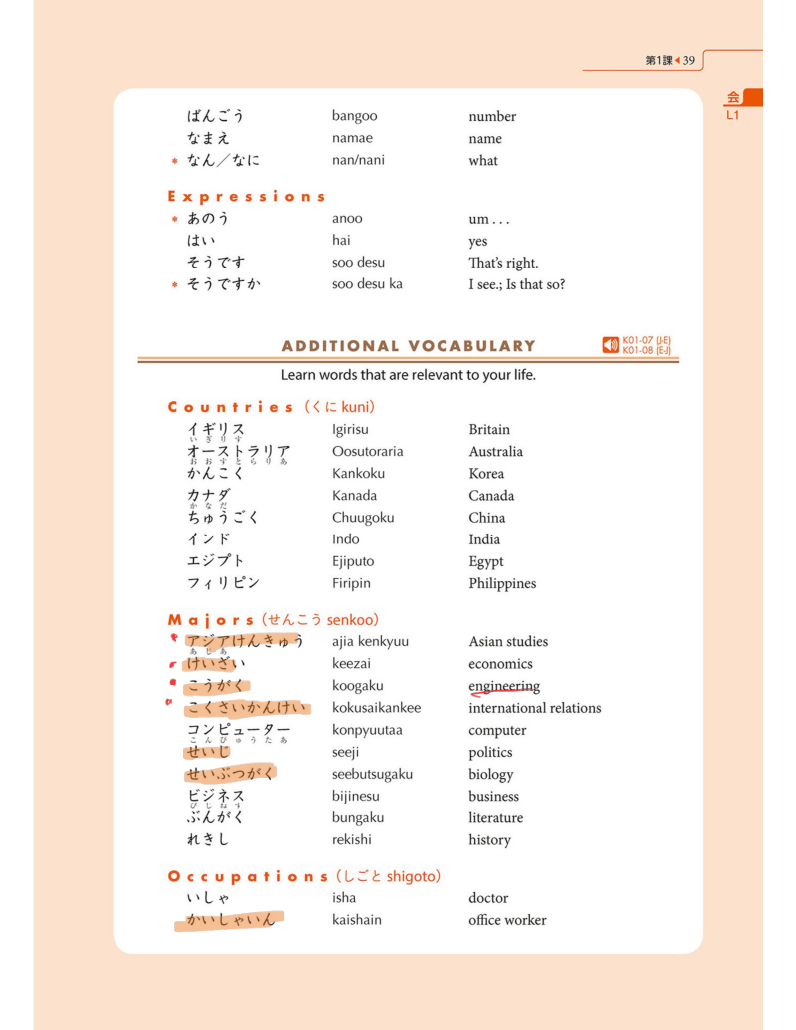 第1課 ◀ 39
会
L1
ばんごう bangoo number
なまえ namae name
* なん／なに nan/nani what
Expressions
* あのう anoo um . . .
はい hai yes
そうです soo desu That's right.
* そうですか soo desu ka I see.; Is that so?
ADDITIONAL VOCABULARY
K01-07 (J-E)
K01-08 (E-J)
Learn words that are relevant to your life.
Countries (くに kuni)
イギリス Igirisu Britain
いぎりす
オーストラリア Oosutoraria Australia
おおすとらりあ
かんこく Kankoku Korea
カナダ Kanada Canada
かなだ
ちゅうごく Chuugoku China
インド Indo India
エジプト Ejiputo Egypt
フィリピン Firipin Philippines
Majors (せんこう senkoo)
アジアけんきゅう ajia kenkyuu Asian studies
あじあ
けいざい keezai economics
こうがく koogaku engineering
こくさいかんけい kokusaikankee international relations
コンピューター konpyuutaa computer
こんぴゅうたあ
せいじ seeji politics
せいぶつがく seebutsugaku biology
ビジネス bijinesu business
びじねす
ぶんがく bungaku literature
れきし rekishi history
Occupations (しごと shigoto)
いしゃ isha doctor
かいしゃいん kaishain office worker